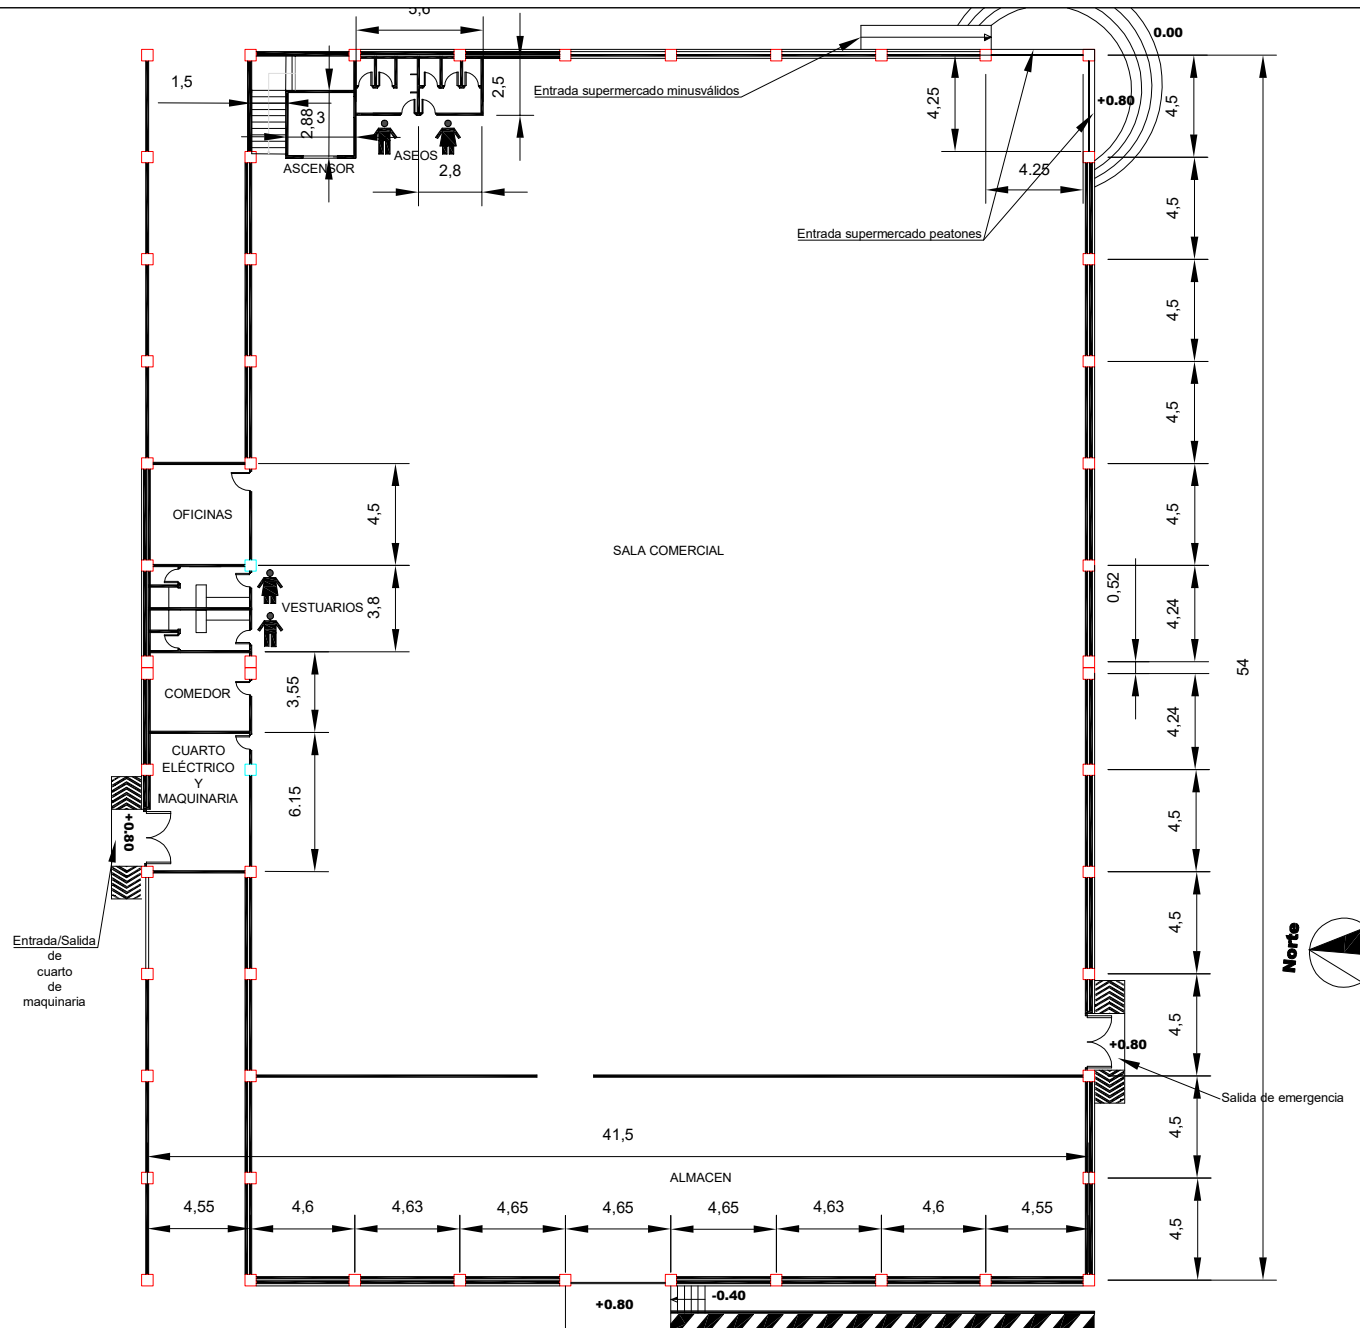 5,6
0.00
1,5
2,5
Entrada supermercado minusválidos
4,25
+0.80
4,5
2,88
3
ASEOS
ASCENSOR
2,8
4.25
4,5
Entrada supermercado peatones
4,5
4,5
OFICINAS
4,5
4,5
SALA COMERCIAL
0,52
VESTUARIOS
3,8
4,24
54
COMEDOR
3,55
4,24
CUARTO
ELÉCTRICO
Y
MAQUINARIA
6.15
+0.80
4,5
Entrada/Salida
de
cuarto
de
maquinaria
4,5
Norte
4,5
+0.80
Salida de emergencia
41,5
4,5
ALMACEN
4,55
4,6
4,63
4,65
4,65
4,65
4,63
4,6
4,55
4,5
+0.80
-0.40